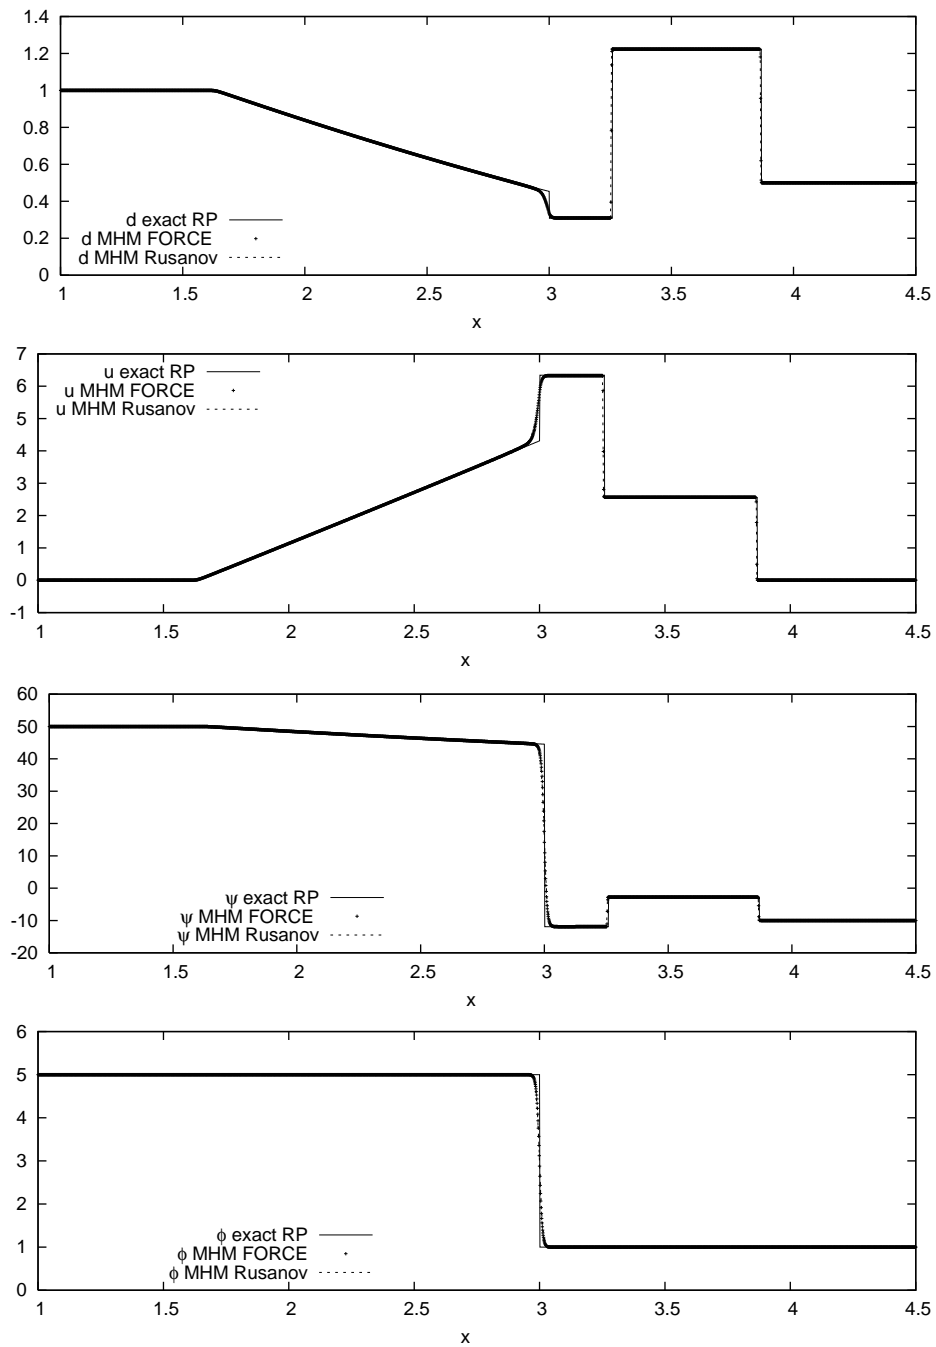 1.4
1.2
1
0.8
0.6
0.4
0.2
0
d exact RP
d MHM FORCE
d MHM Rusanov
1 1.5 2 2.5 3 3.5 4 4.5
x
7
6
5
4
3
2
1
0
-1
u exact RP
u MHM FORCE
u MHM Rusanov
1 1.5 2 2.5 3 3.5 4 4.5
x
60
50
40
30
20
10
0
-10
-20
ψ exact RP
ψ MHM FORCE
ψ MHM Rusanov
1 1.5 2 2.5 3 3.5 4 4.5
x
6
5
4
3
2
1
0
ϕ exact RP
ϕ MHM FORCE
ϕ MHM Rusanov
1 1.5 2 2.5 3 3.5 4 4.5
x